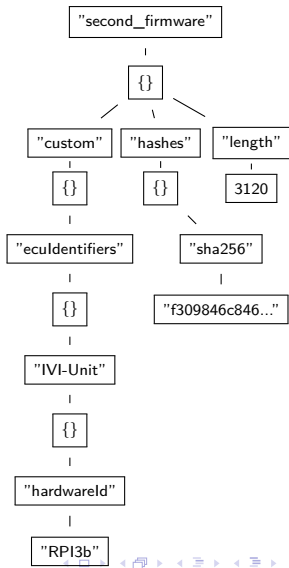 "second_firmware"
{}
"custom" "hashes" "length"
{} {} 3120
"ecuIdentifiers" "sha256"
{} "f309846c846..."
"IVI-Unit"
{}
"hardwareId"
"RPI3b"